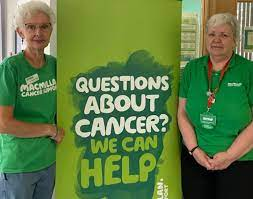 MACMILLAN
CANCER SUPPORT
QUESTIONS
ABOUT
CANCER?
WE CAN
HELP